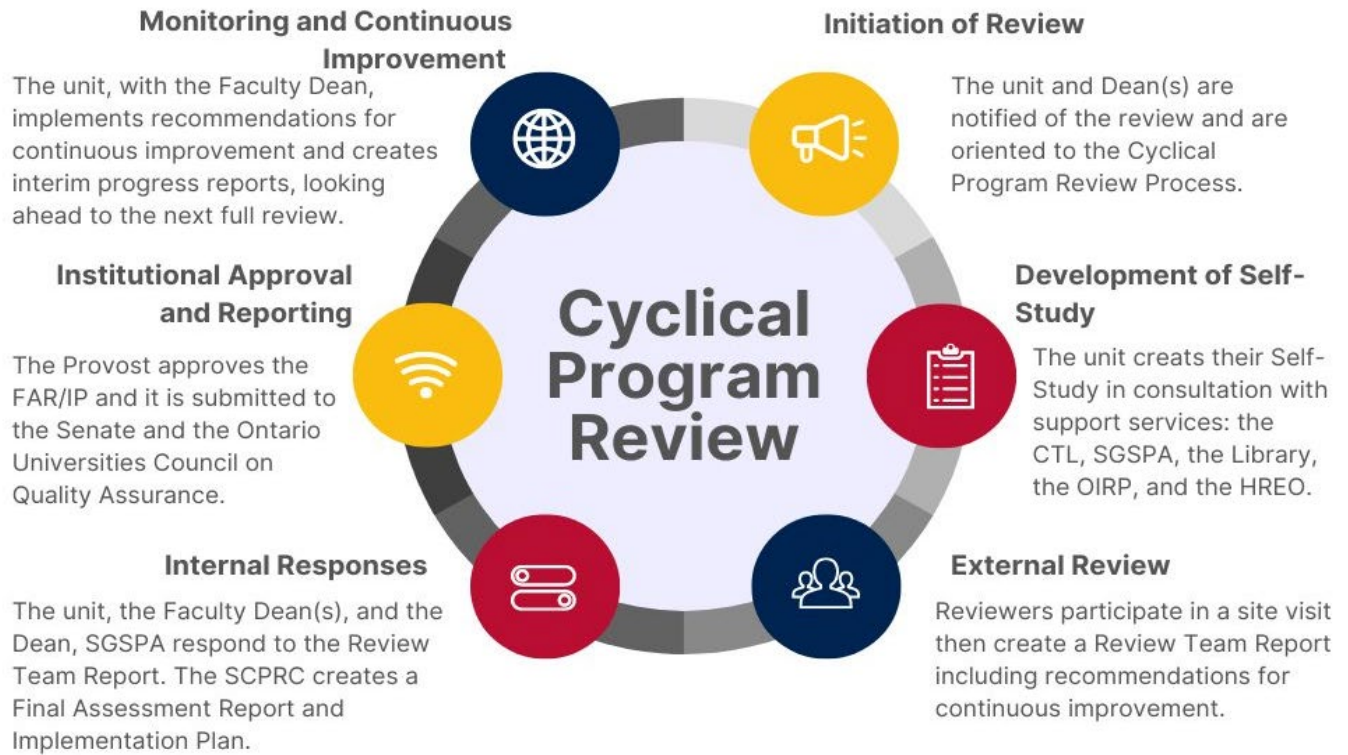 Cyclical
Program
Review
Initiation of Review
The unit and Dean(s) are
notified of the review and are
oriented to the Cyclical
Program Review Process.
Development of Self-
Study
The unit creats their Self-
Study in consultation with
support services: the
CTL, SGSPA, the Library,
the OIRP, and the HREO.
External Review
Reviewers participate in a site visit
then create a Review Team Report
including recommendations for
continuous improvement.
Internal Responses
The unit, the Faculty Dean(s), and the
Dean, SGSPA respond to the Review
Team Report. The SCPRC creates a
Final Assessment Report and
Implementation Plan.
Institutional Approval
and Reporting
The Provost approves the
FAR/IP and it is submitted to
the Senate and the Ontario
Universities Council on
Quality Assurance.
Monitoring and Continuous
Improvement
The unit, with the Faculty Dean,
implements recommendations for
continuous improvement and creates
interim progress reports, looking
ahead to the next full review.